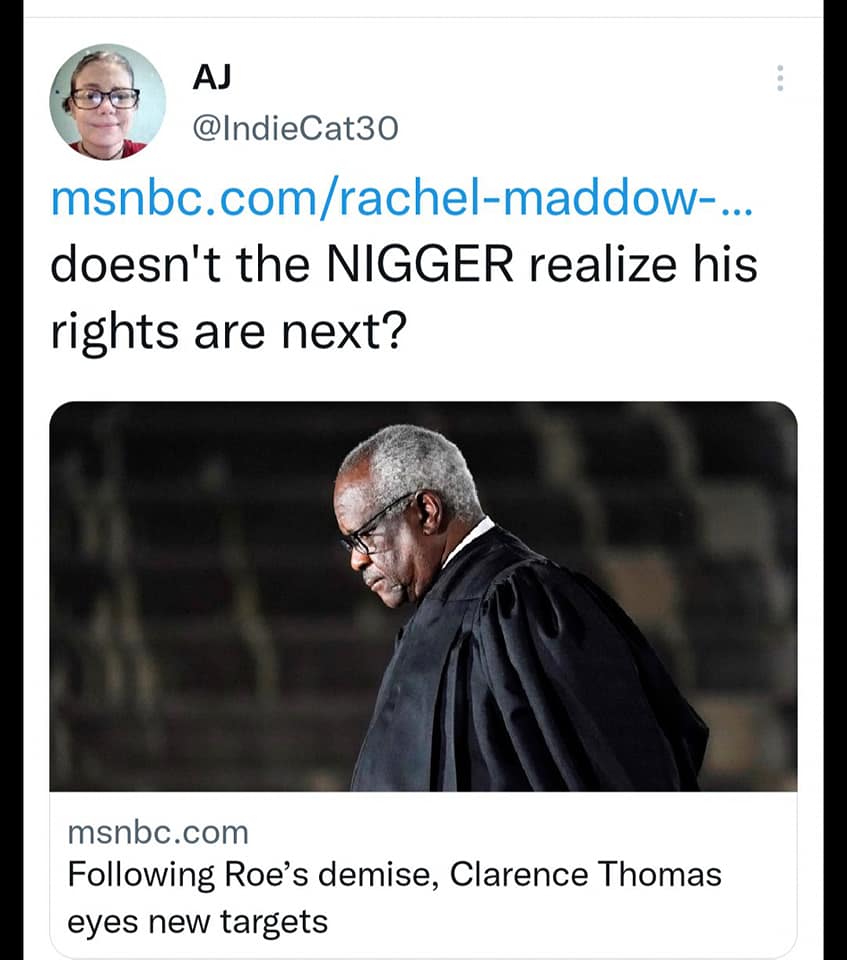 AJ
@IndieCat30
msnbc.com/rachel-maddow-...
doesn't the NIGGER realize his
rights are next?
msnbc.com
Following Roe’s demise, Clarence Thomas
eyes new targets